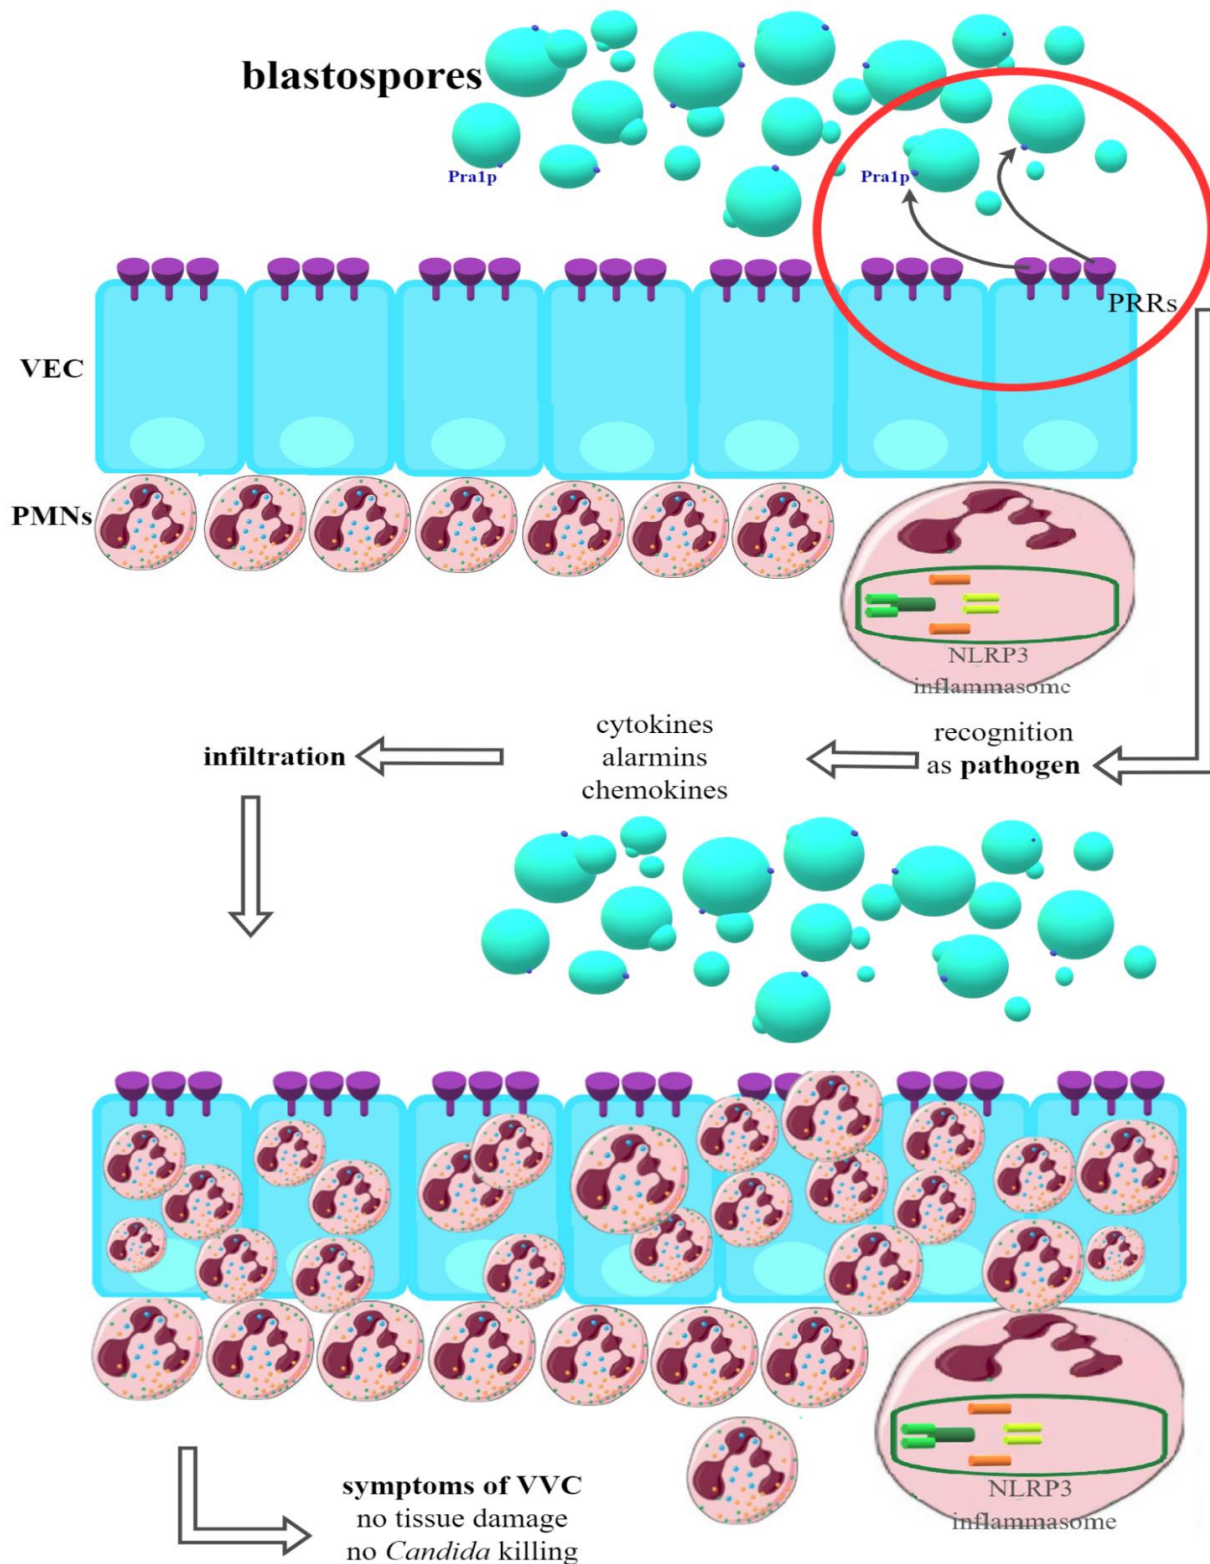 blastospores
Pra1p
Pra1p
PRRs
VEC
PMNs
NLRP3
inflammasome
recognition
as pathogen
cytokines
alarmins
chemokines
infiltration
NLRP3
inflammasome
symptoms of VVC
no tissue damage
no Candida killing